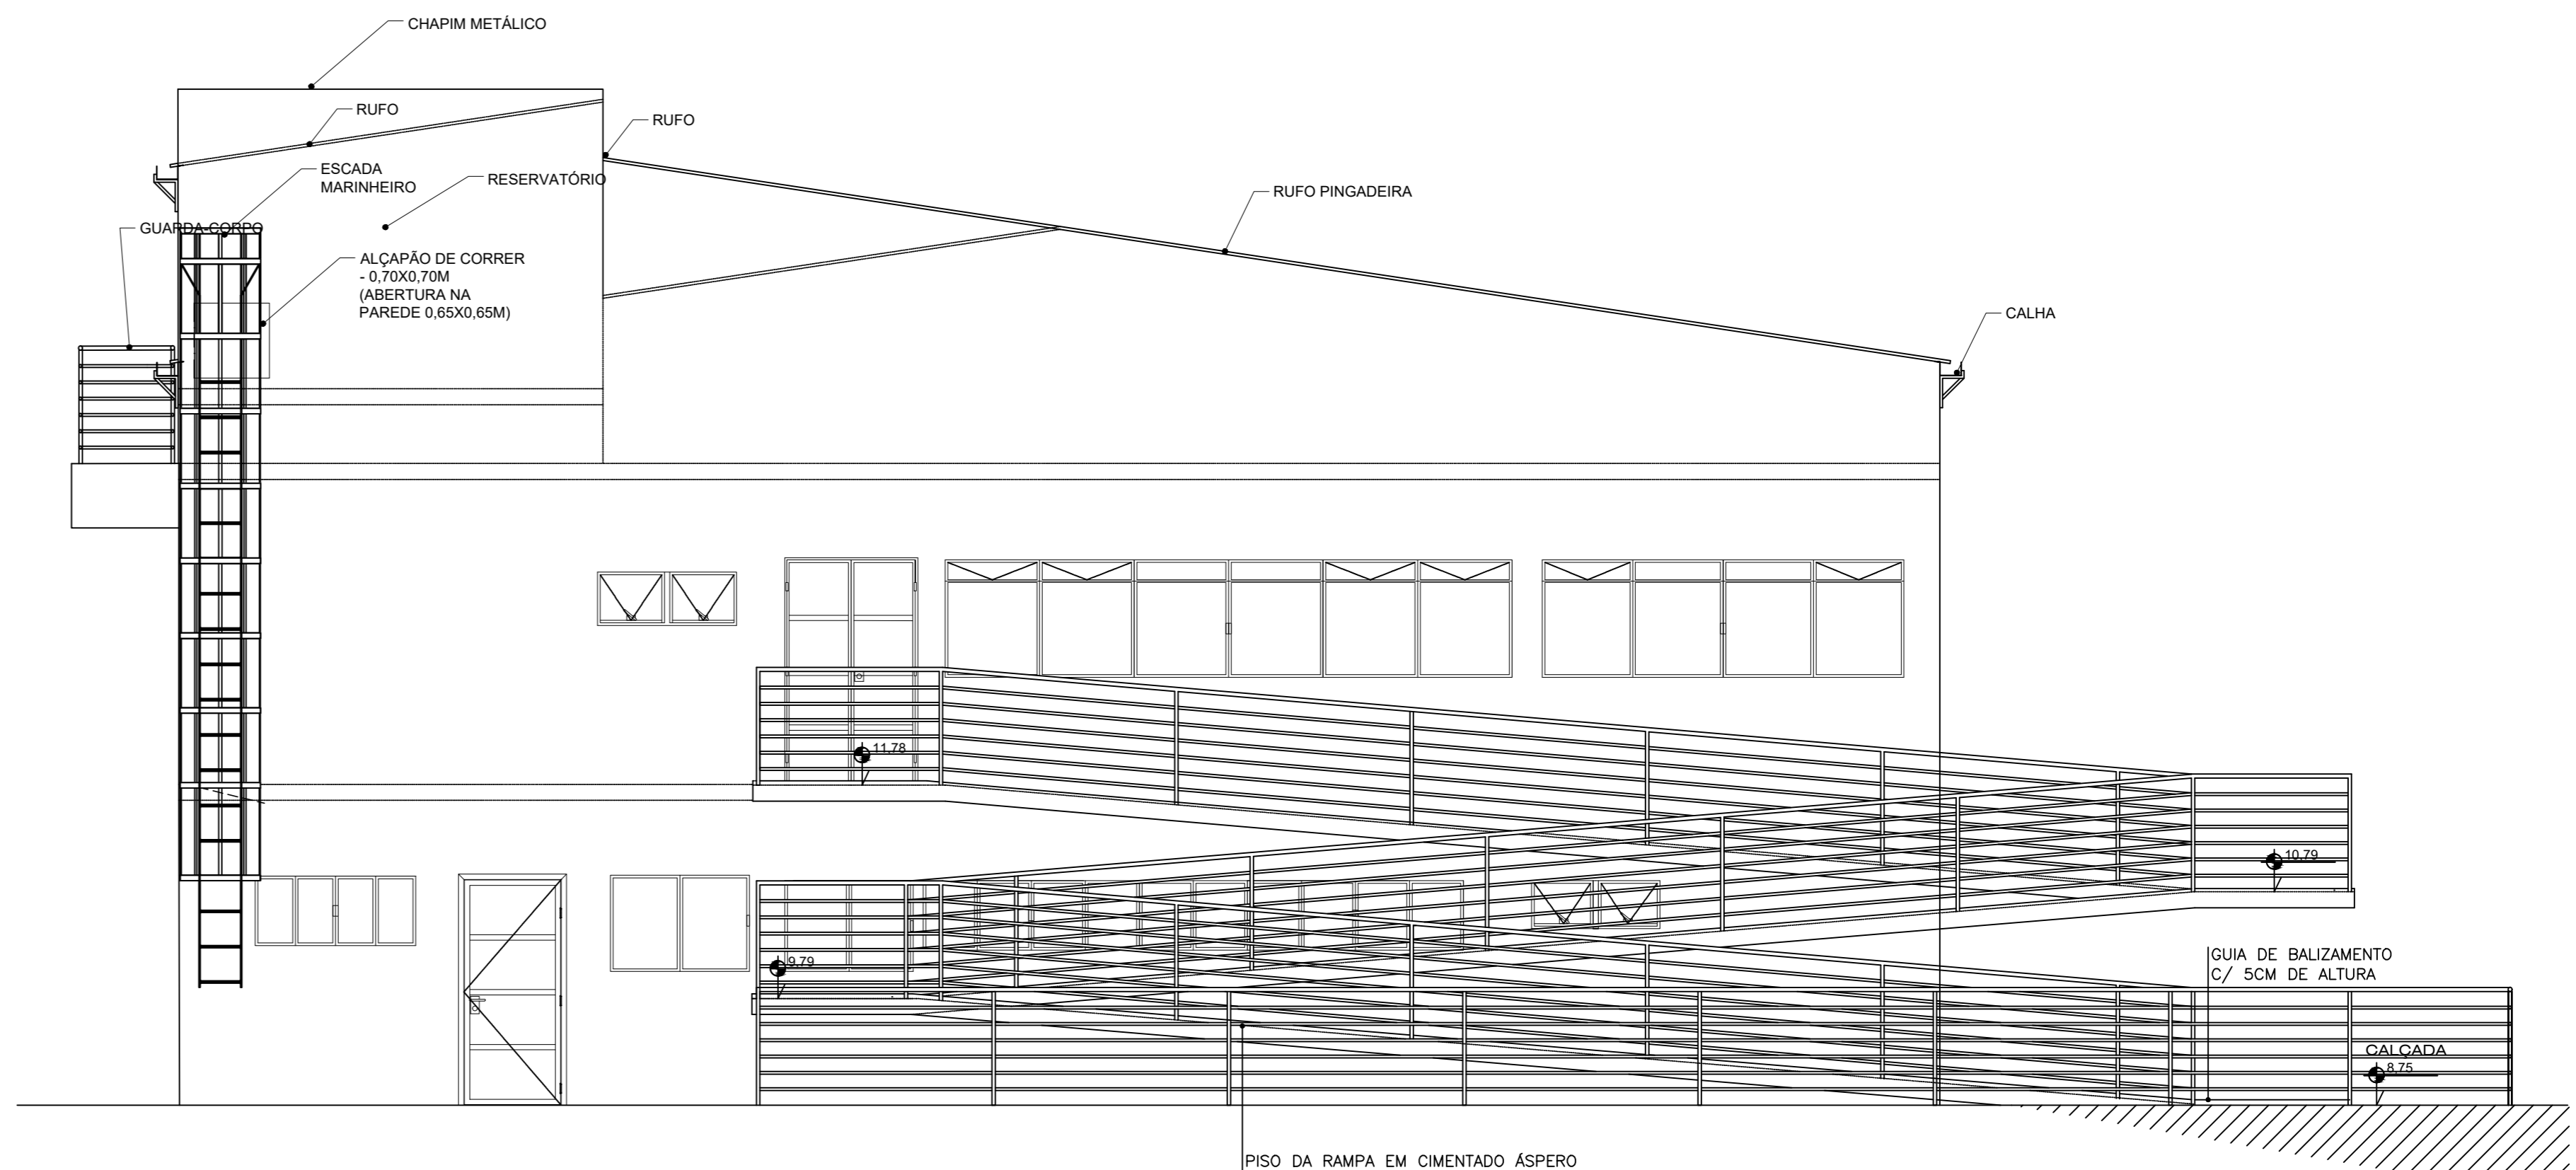 CHAPIM METÁLICO
RUFO
RUFO
ESCADA
MARINHEIRO
RESERVATÓRIO
RUFO PINGADEIRA
GUARDA-CORPO
ALÇAPÃO DE CORRER
- 0,70X0,70M
(ABERTURA NA
PAREDE 0,65X0,65M)
CALHA
11,78
10,79
9,79
GUIA DE BALIZAMENTO
C/ 5CM DE ALTURA
CALÇADA
8,75
PISO DA RAMPA EM CIMENTADO ÁSPERO